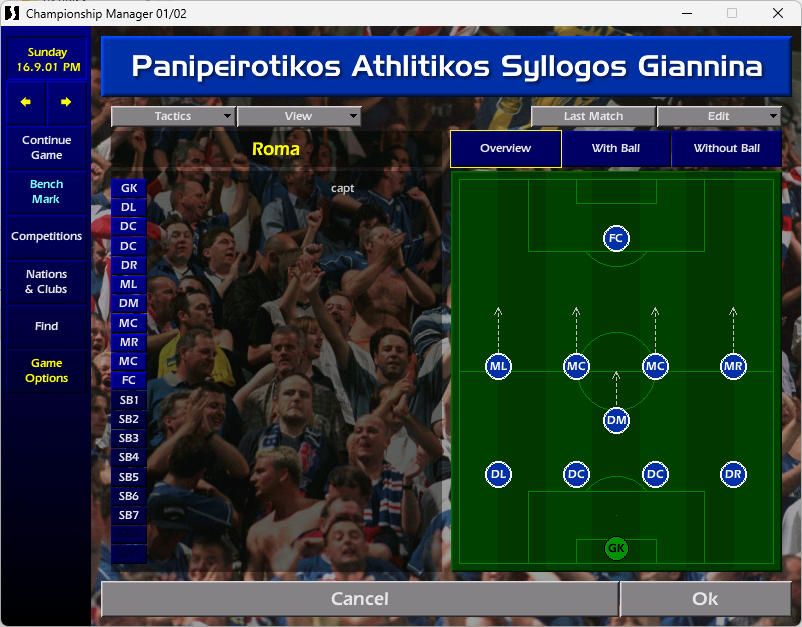 Championship Manager 01/02
Sunday
16.9.01 PM
Continue
Game
Bench
Mark
Competitions
Nations
& Clubs
Find
Game
Options
Panipeirotikos Athlitikos Syllogos Giannina
Tactics
View
Last Match
Edit
Roma
Overview
With Ball
Without Ball
GK
capt
DL
DC
DC
DR
ML
DM
MC
MR
MC
FC
SB1
SB2
SB3
SB4
SB5
SB6
SB7
FC
ML
MC
MC
MR
DM
DL
DC
DC
DR
GK
Cancel
Ok